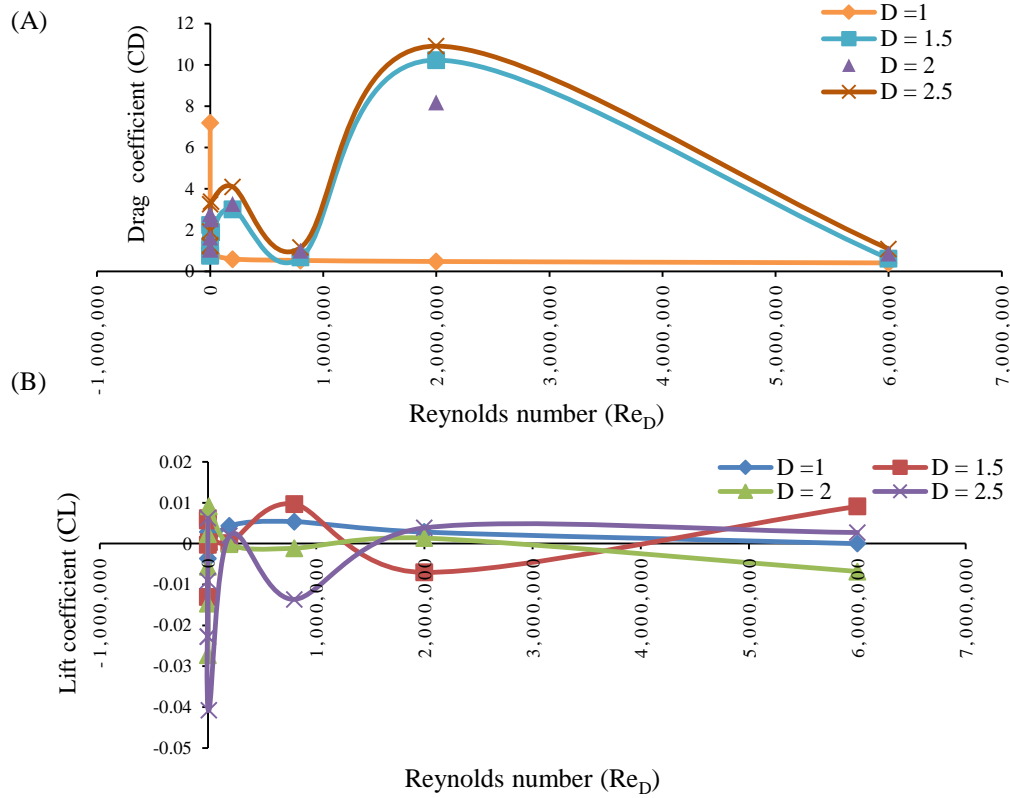 (A)
D =1
D = 1.5
D = 2
D = 2.5
Drag coefficient (CD)
12
10
8
6
4
2
0
-1,000,000
0
1,000,000
2,000,000
3,000,000
4,000,000
5,000,000
6,000,000
7,000,000
Reynolds number (Re_D)
(B)
D =1
D = 1.5
D = 2
D = 2.5
Lift coefficient (CL)
0.02
0.01
0
-0.01
-0.02
-0.03
-0.04
-0.05
-1,000,000
0
1,000,000
2,000,000
3,000,000
4,000,000
5,000,000
6,000,000
7,000,000
Reynolds number (Re_D)